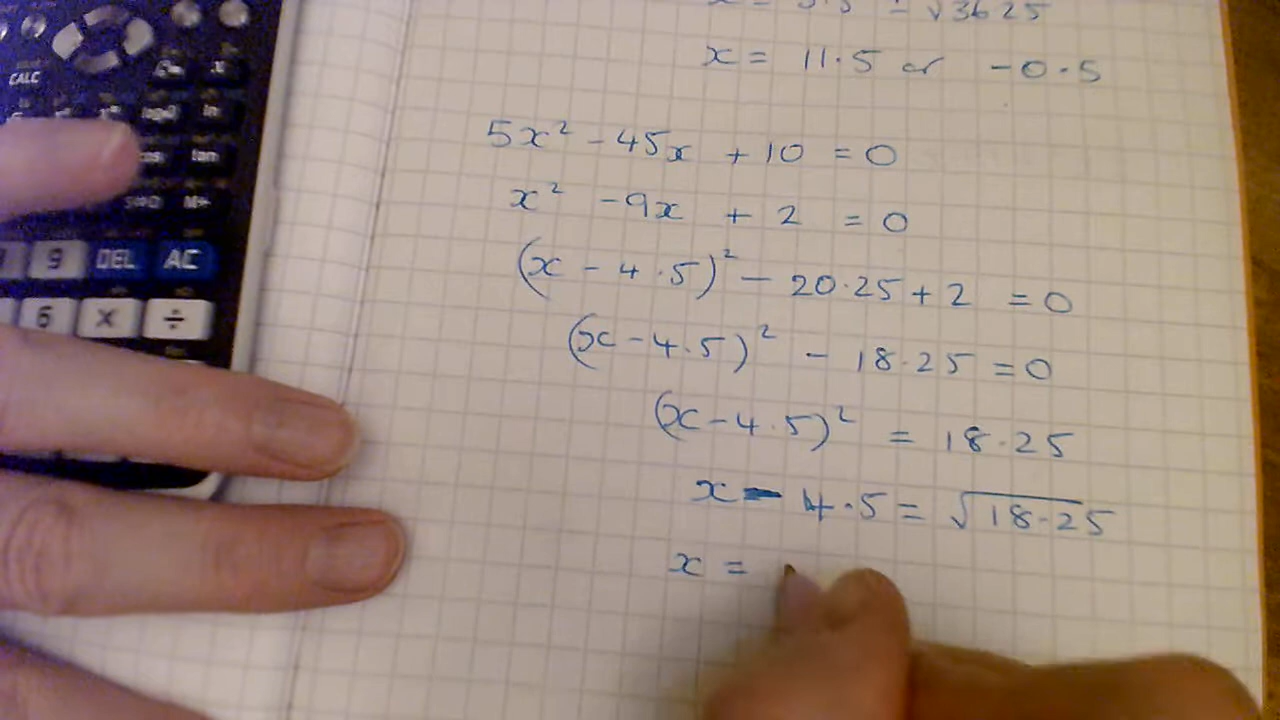 x = 11.5 or -0.5
5x² - 45x + 10 = 0
x² - 9x + 2 = 0
(x - 4.5)² - 20.25 + 2 = 0
(x - 4.5)² - 18.25 = 0
(x - 4.5)² = 18.25
x - 4.5 = √18.25
x =
CALC
ln
tan
M+
9 DEL AC
6 × ÷